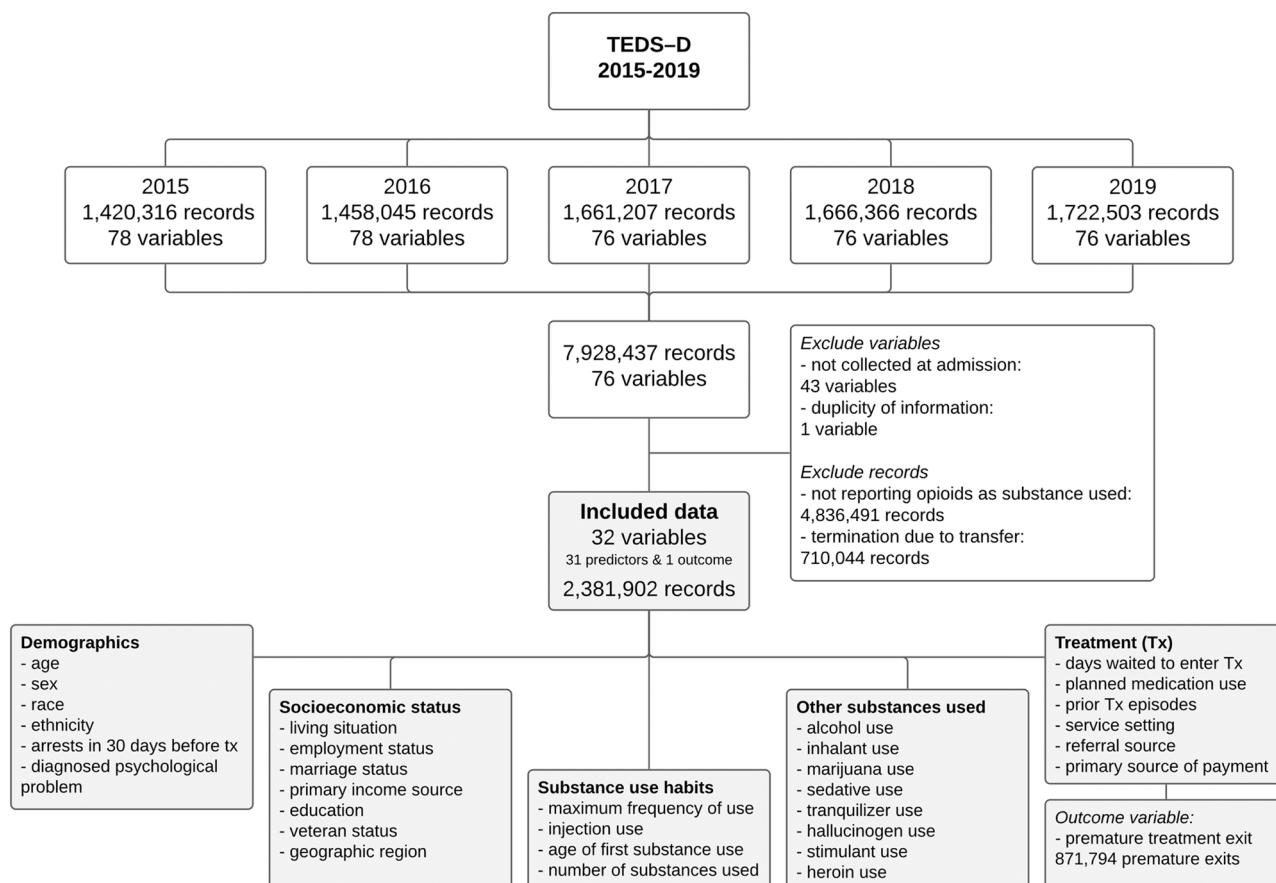 TEDS–D
2015-2019
2015
1,420,316 records
78 variables
2016
1,458,045 records
78 variables
2017
1,661,207 records
76 variables
2018
1,666,366 records
76 variables
2019
1,722,503 records
76 variables
7,928,437 records
76 variables
Exclude variables
- not collected at admission:
43 variables
- duplicity of information:
1 variable
Exclude records
- not reporting opioids as substance used:
4,836,491 records
- termination due to transfer:
710,044 records
Included data
32 variables
31 predictors & 1 outcome
2,381,902 records
Demographics
- age
- sex
- race
- ethnicity
- arrests in 30 days before tx
- diagnosed psychological
problem
Socioeconomic status
- living situation
- employment status
- marriage status
- primary income source
- education
- veteran status
- geographic region
Substance use habits
- maximum frequency of use
- injection use
- age of first substance use
- number of substances used
Other substances used
- alcohol use
- inhalant use
- marijuana use
- sedative use
- tranquilizer use
- hallucinogen use
- stimulant use
- heroin use
Treatment (Tx)
- days waited to enter Tx
- planned medication use
- prior Tx episodes
- service setting
- referral source
- primary source of payment
Outcome variable:
- premature treatment exit
871,794 premature exits